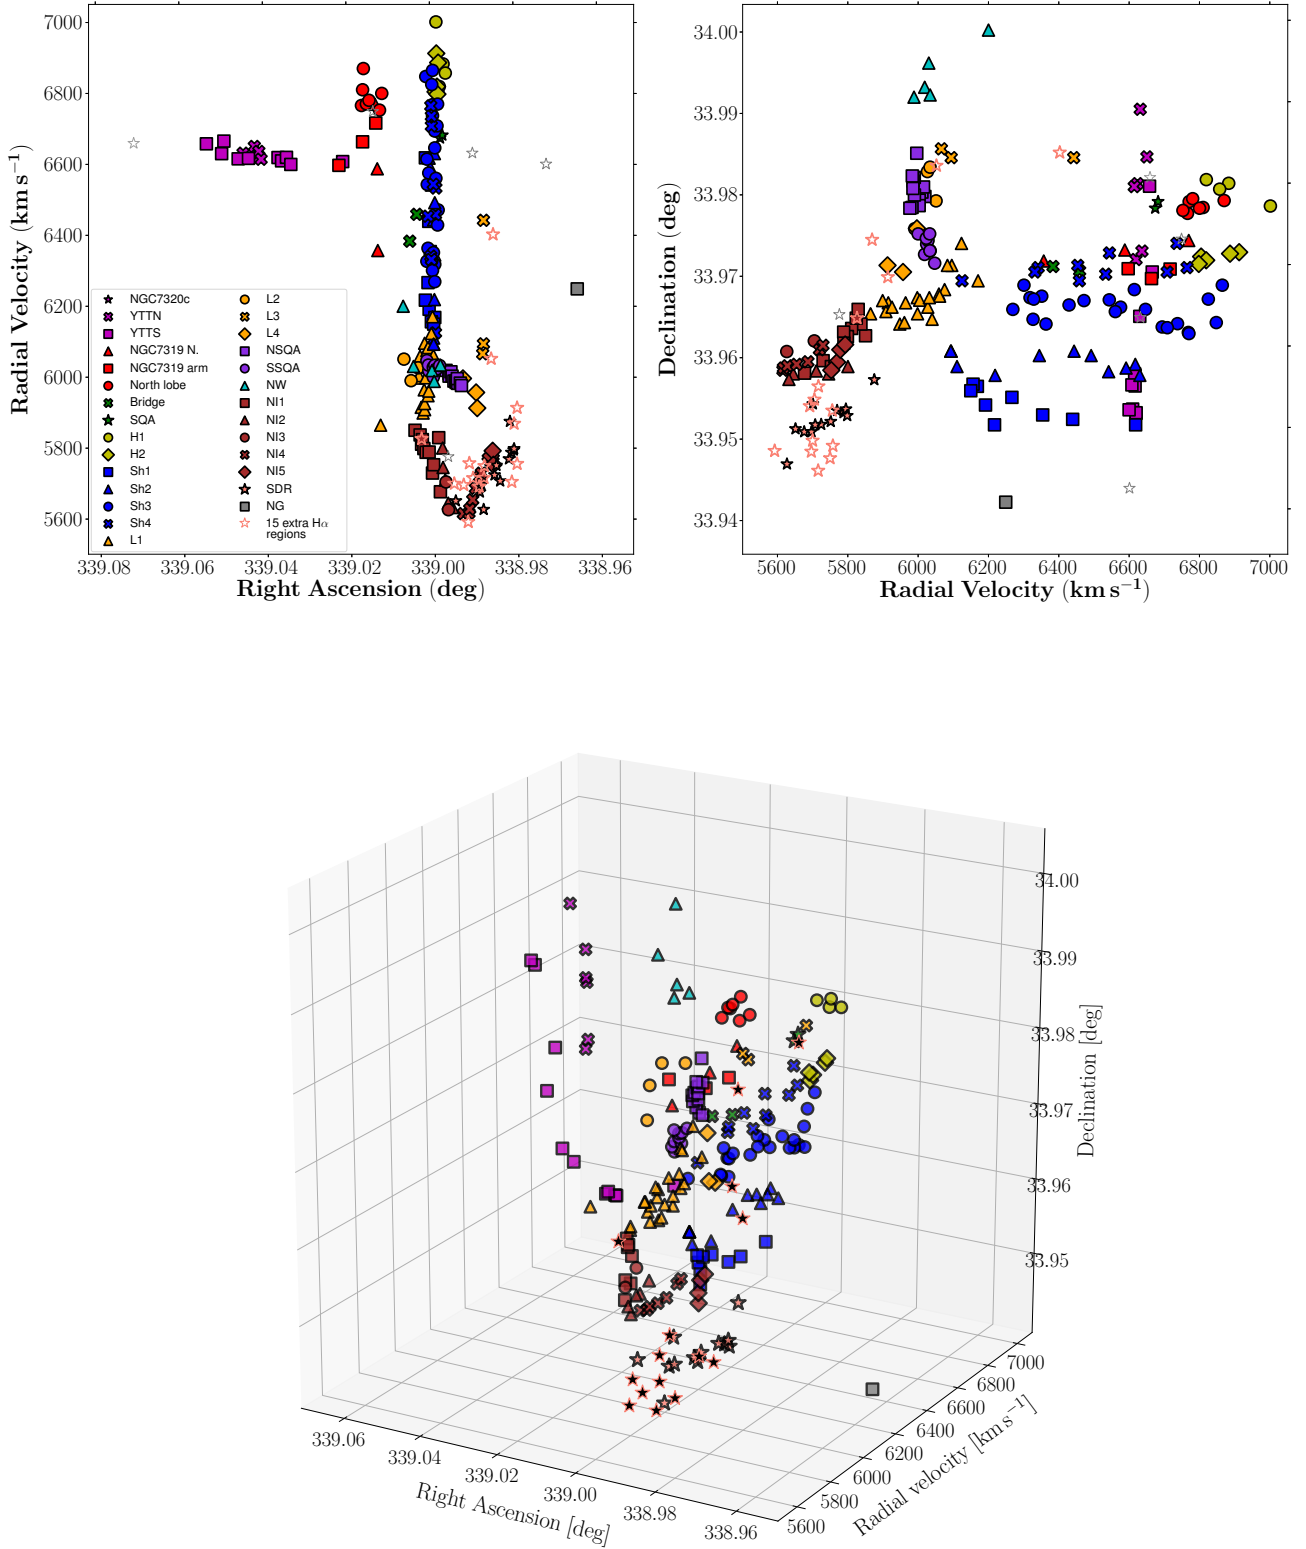 7000
6800
6600
6400
6200
6000
5800
5600
Radial Velocity (km s⁻¹)
NGC7320c
YTTN
YTTS
NGC7319 N.
NGC7319 arm
North lobe
Bridge
SQA
H1
H2
Sh1
Sh2
Sh3
Sh4
L1
L2
L3
L4
NSQA
SSQA
NW
NI1
NI2
NI3
NI4
NI5
SDR
NG
15 extra Hα
regions
339.08 339.06 339.04 339.02 339.00 338.98 338.96
Right Ascension (deg)
34.00
33.99
33.98
33.97
33.96
33.95
33.94
Declination (deg)
5600 5800 6000 6200 6400 6600 6800 7000
Radial Velocity (km s⁻¹)
34.00
33.99
33.98
33.97
33.96
33.95
Declination [deg]
7000
6800
6600
6400
6200
6000
5800
5600
Radial velocity [km s⁻¹]
339.06
339.04
339.02
339.00
338.98
338.96
Right Ascension [deg]